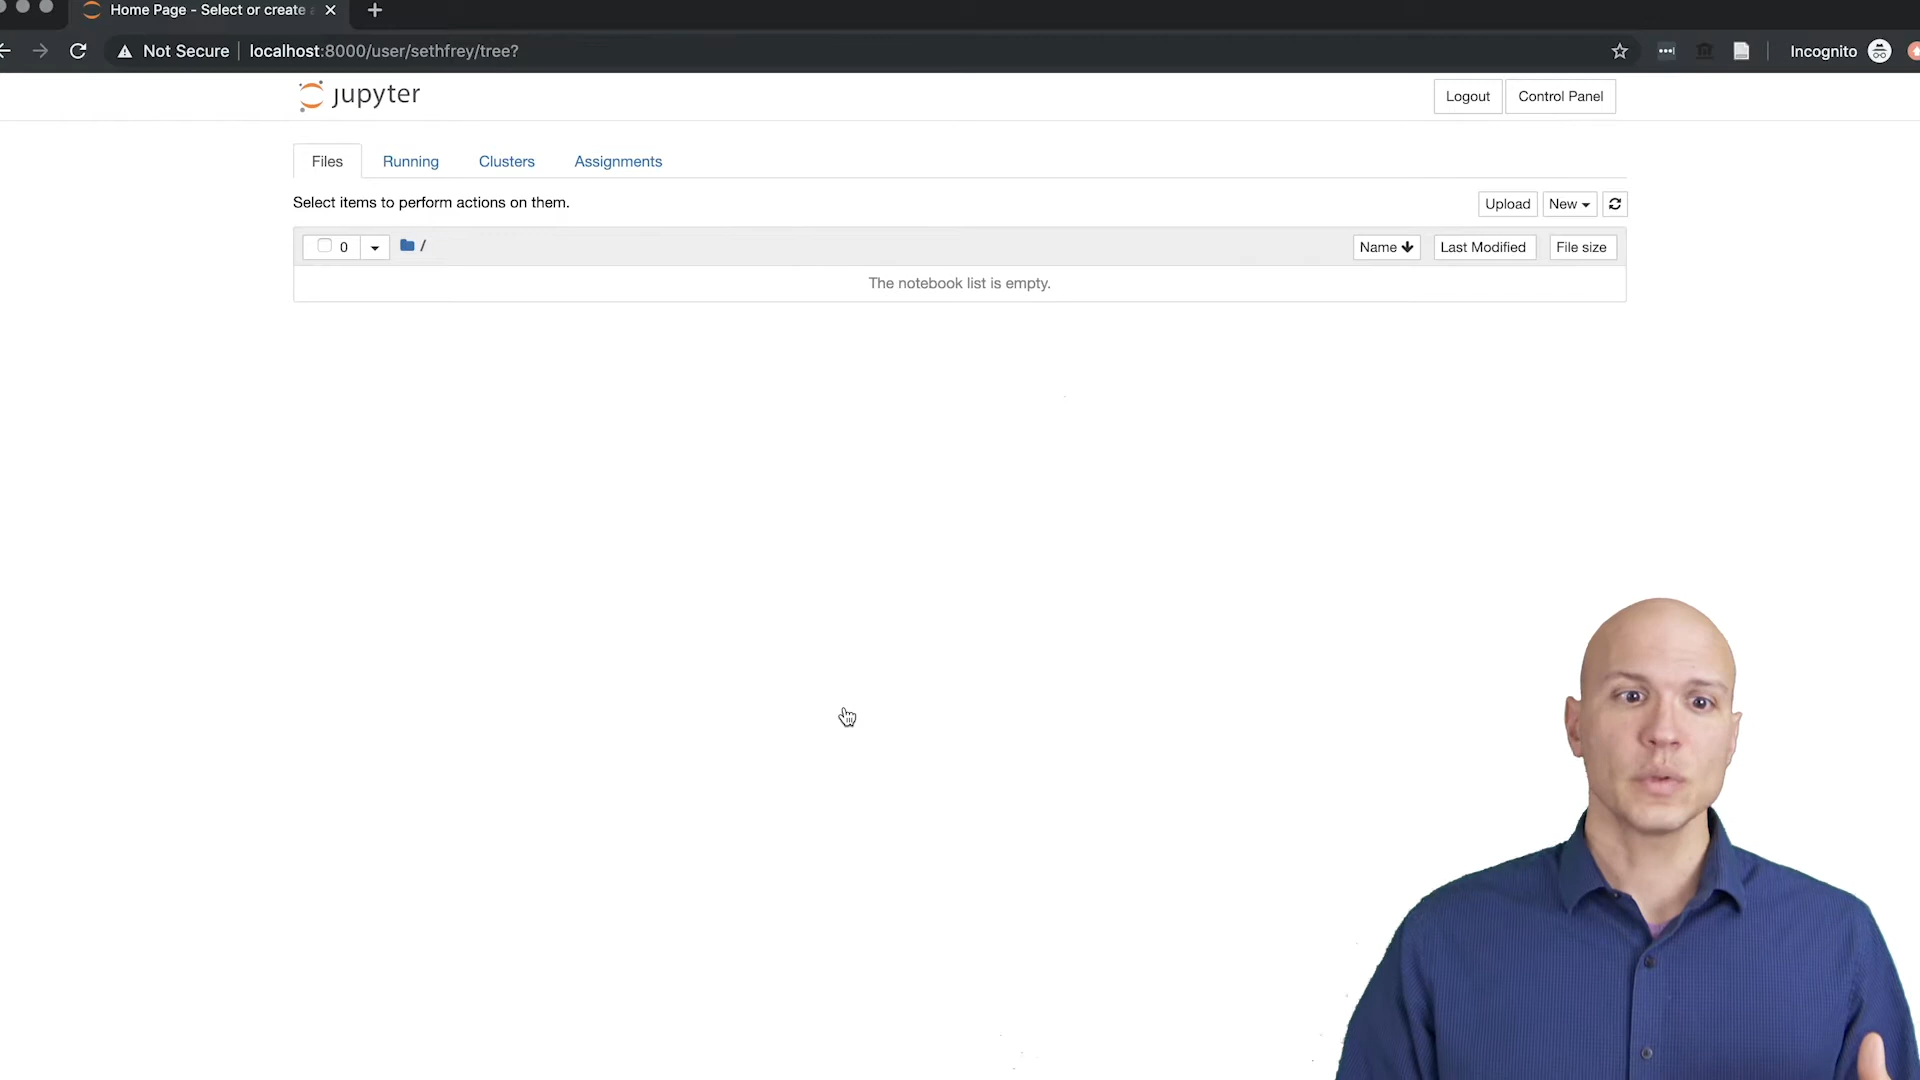 Home Page - Select or create a
Not Secure
localhost:8000/user/sethfrey/tree?
Incognito
jupyter
Logout
Control Panel
Files
Running
Clusters
Assignments
Select items to perform actions on them.
Upload
New
0
/
Name
Last Modified
File size
The notebook list is empty.